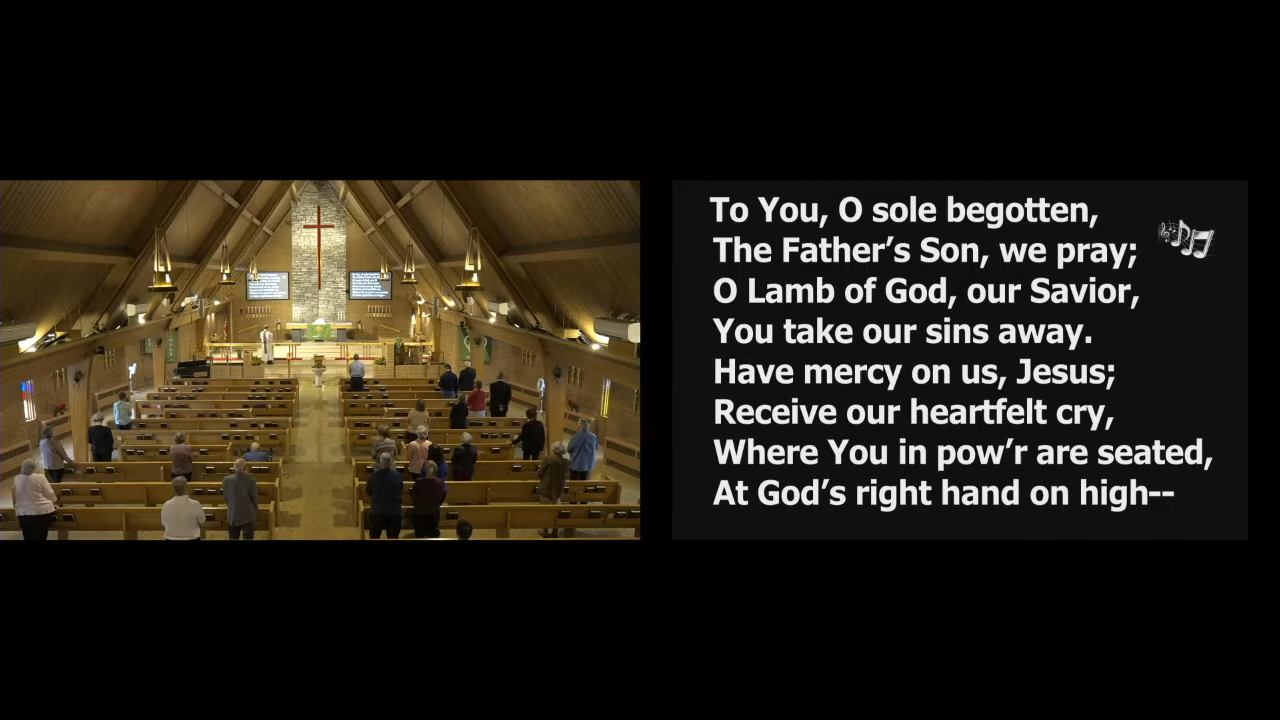 To You, O sole begotten,
The Father's Son, we pray;
O Lamb of God, our Savior,
You take our sins away.
Have mercy on us, Jesus;
Receive our heartfelt cry,
Where You in pow'r are seated,
At God's right hand on high--